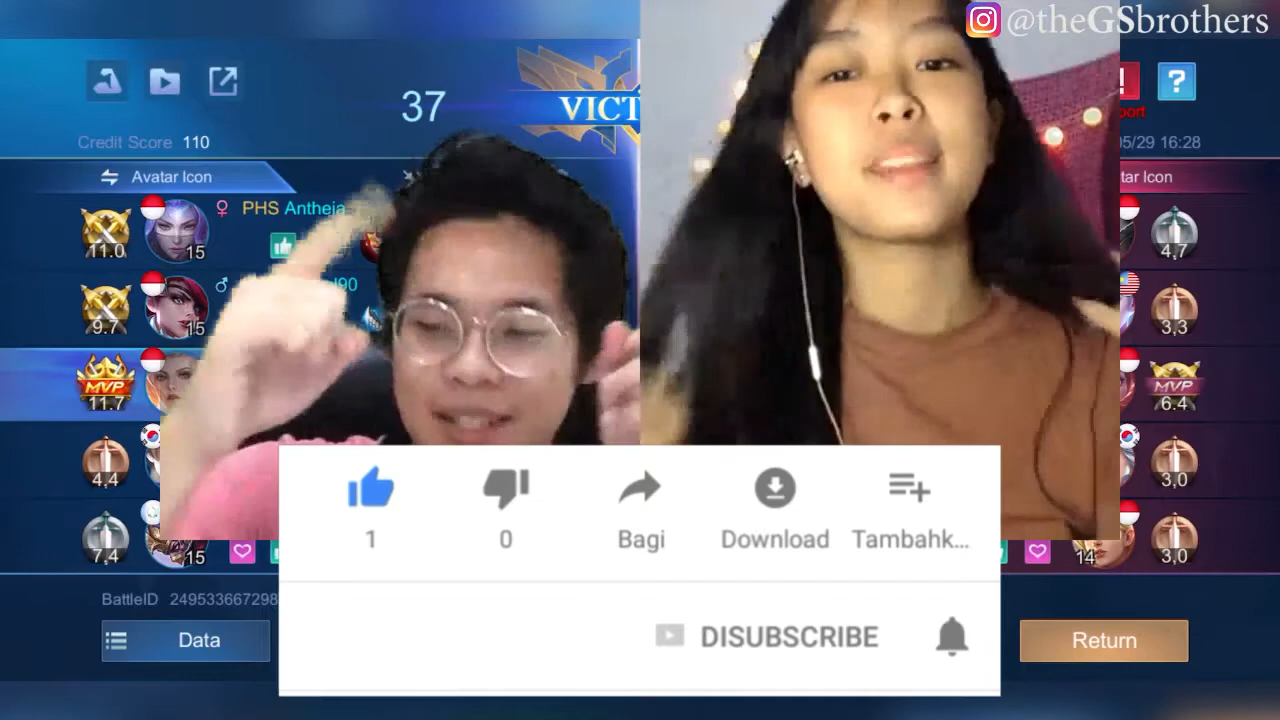 @theGSbrothers
37
VICT
Credit Score 110
05/29 16:28
Avatar Icon
tar Icon
PHS Antheia
11.0
15
4,7
9.7
15
3,3
MVP
11.7
MVP
6.4
4,4
3,0
7,4
15
14
3,0
1
0
Bagi
Download
Tambahk...
BattleID 249533667298
DISUBSCRIBE
Data
Return